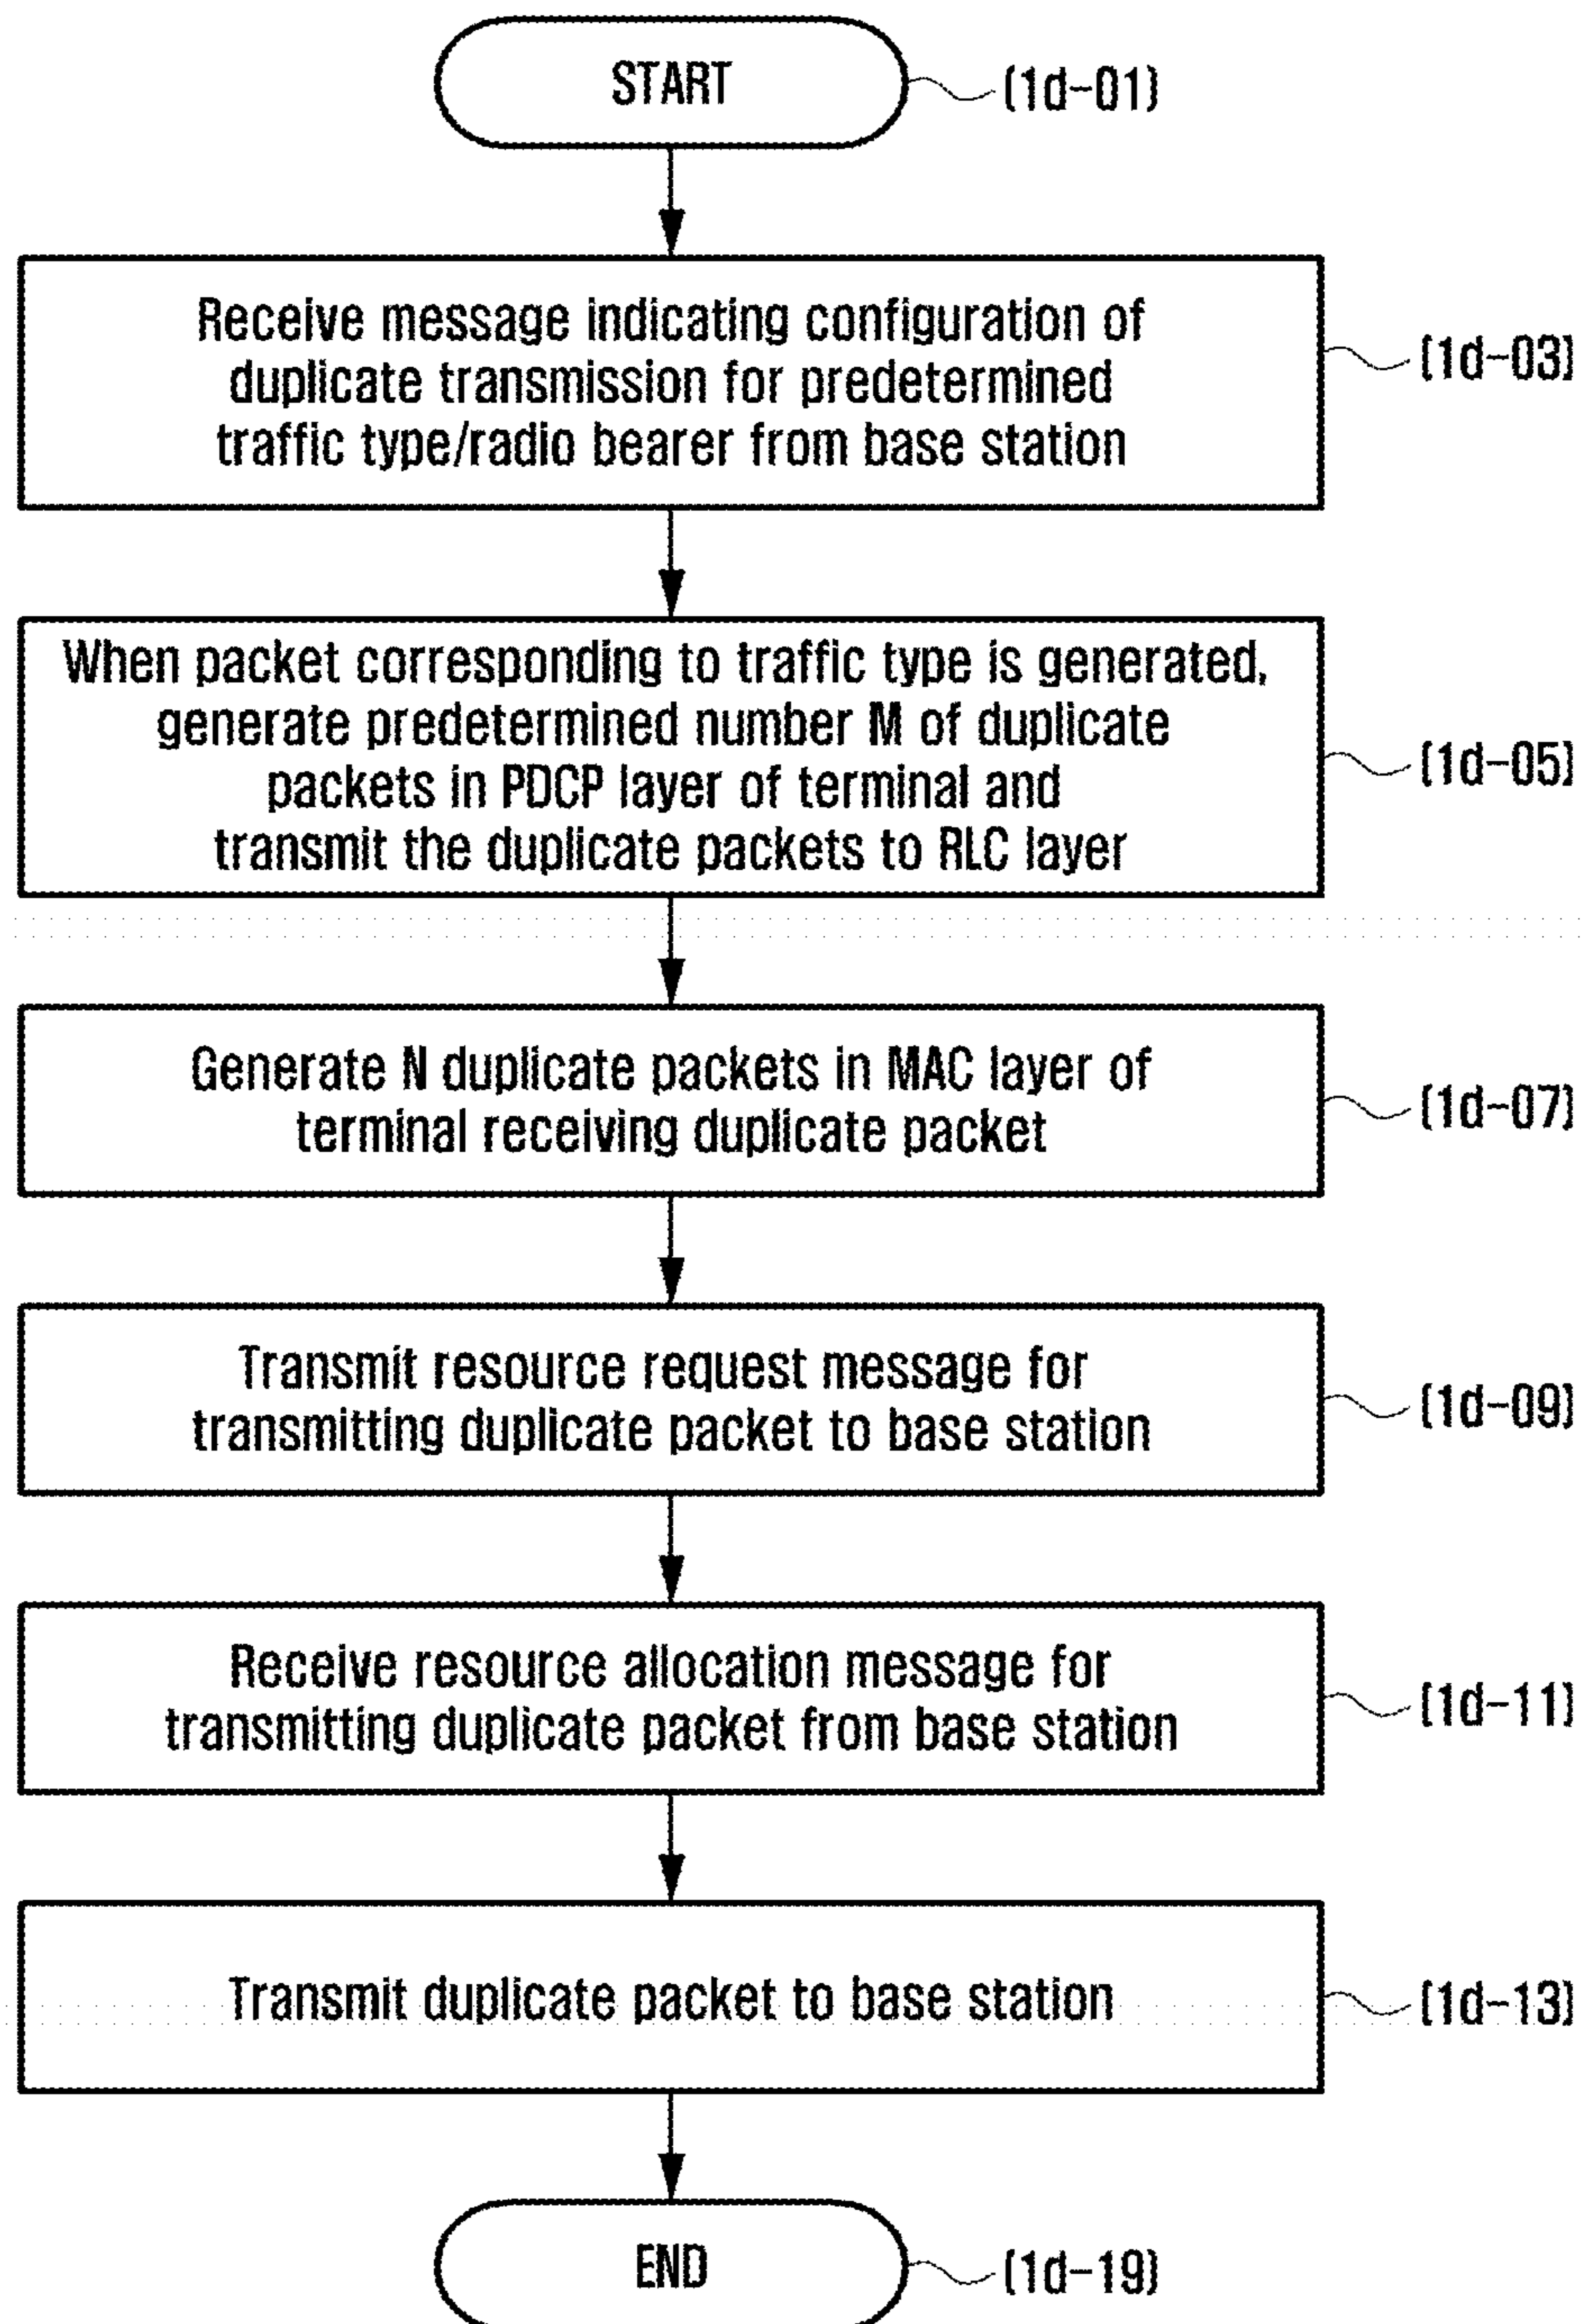 START
(1d-01)
Receive message indicating configuration of
duplicate transmission for predetermined
traffic type/radio bearer from base station
(1d-03)
When packet corresponding to traffic type is generated,
generate predetermined number M of duplicate
packets in PDCP layer of terminal and
transmit the duplicate packets to RLC layer
(1d-05)
Generate N duplicate packets in MAC layer of
terminal receiving duplicate packet
(1d-07)
Transmit resource request message for
transmitting duplicate packet to base station
(1d-09)
Receive resource allocation message for
transmitting duplicate packet from base station
(1d-11)
Transmit duplicate packet to base station
(1d-13)
END
(1d-19)